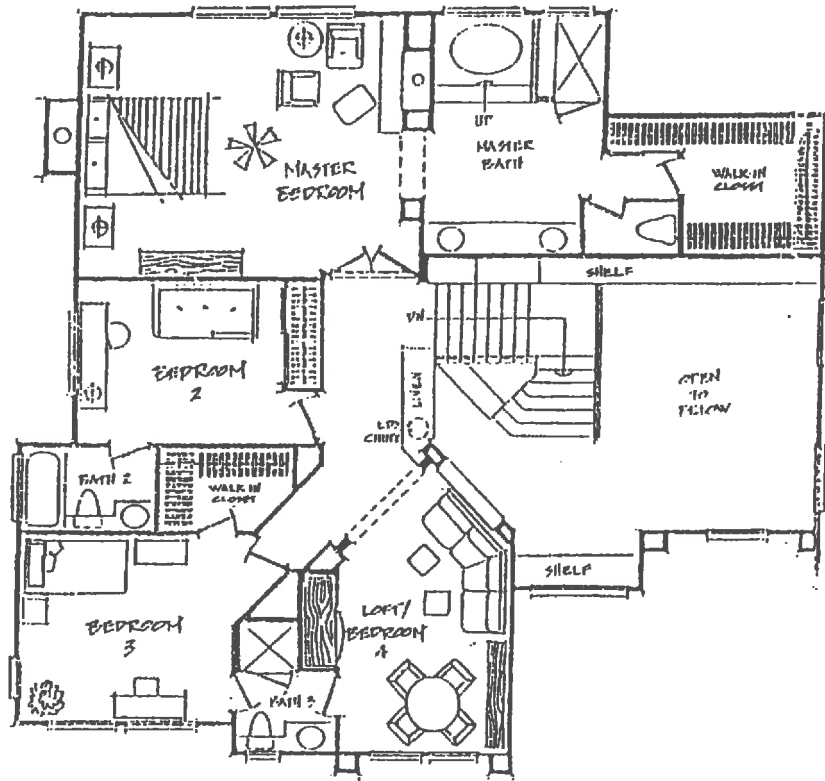 UP
MASTER
BATH
MASTER
BEDROOM
WALK-IN
CLOSET
SHELF
DN
BEDROOM
2
LINEN
OPEN
TO
BELOW
CHUTE
BATH 2
WALK-IN
CLOSET
SHELF
LOFT/
BEDROOM
4
BEDROOM
3
BATH 3